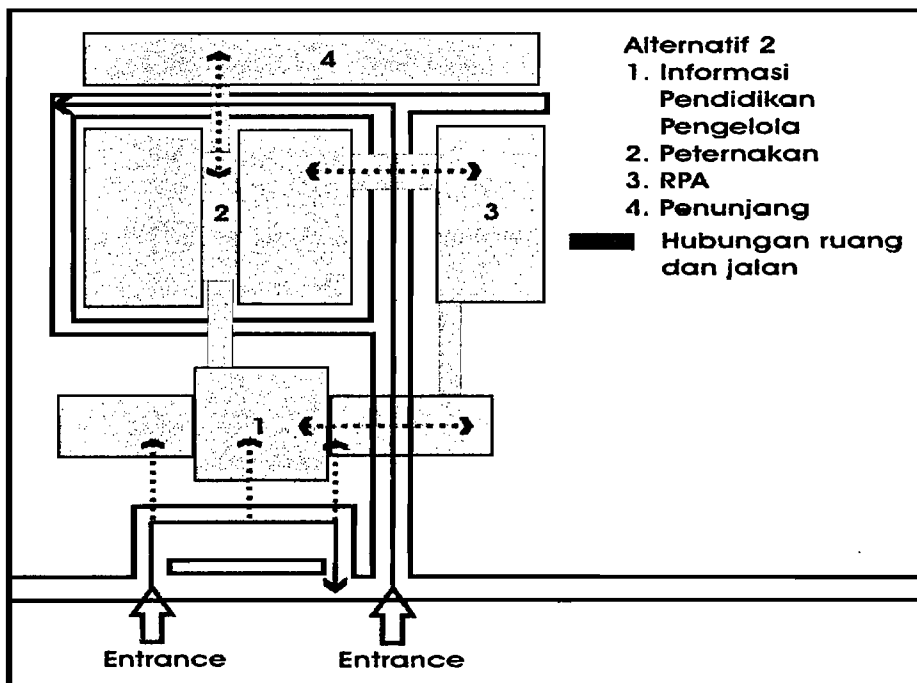 4
2
3
1
Entrance
Entrance
Alternatif 2
1. Informasi
Pendidikan
Pengelola
2. Peternakan
3. RPA
4. Penunjang
Hubungan ruang
dan jalan